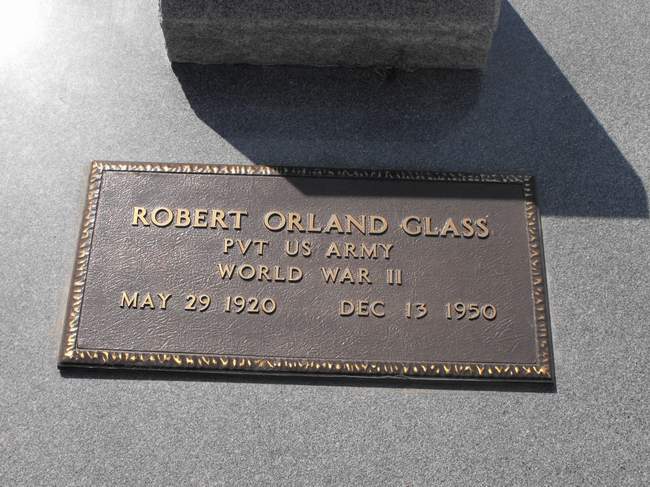 ROBERT ORLAND GLASS
PVT US ARMY
WORLD WAR II
MAY 29 1920 DEC 13 1950